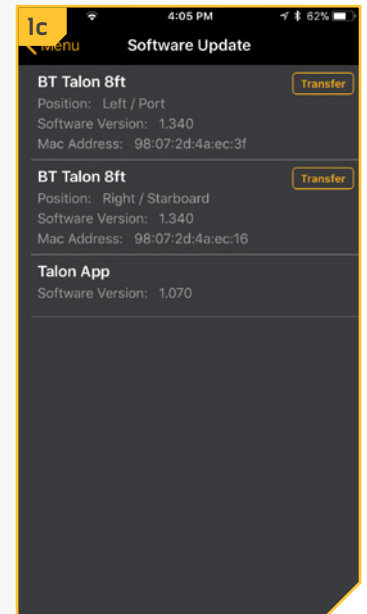 1c
4:05 PM
62%
Menu
Software Update
BT Talon 8ft
Transfer
Position: Left / Port
Software Version: 1.340
Mac Address: 98:07:2d:4a:ec:3f
BT Talon 8ft
Transfer
Position: Right / Starboard
Software Version: 1.340
Mac Address: 98:07:2d:4a:ec:16
Talon App
Software Version: 1.070